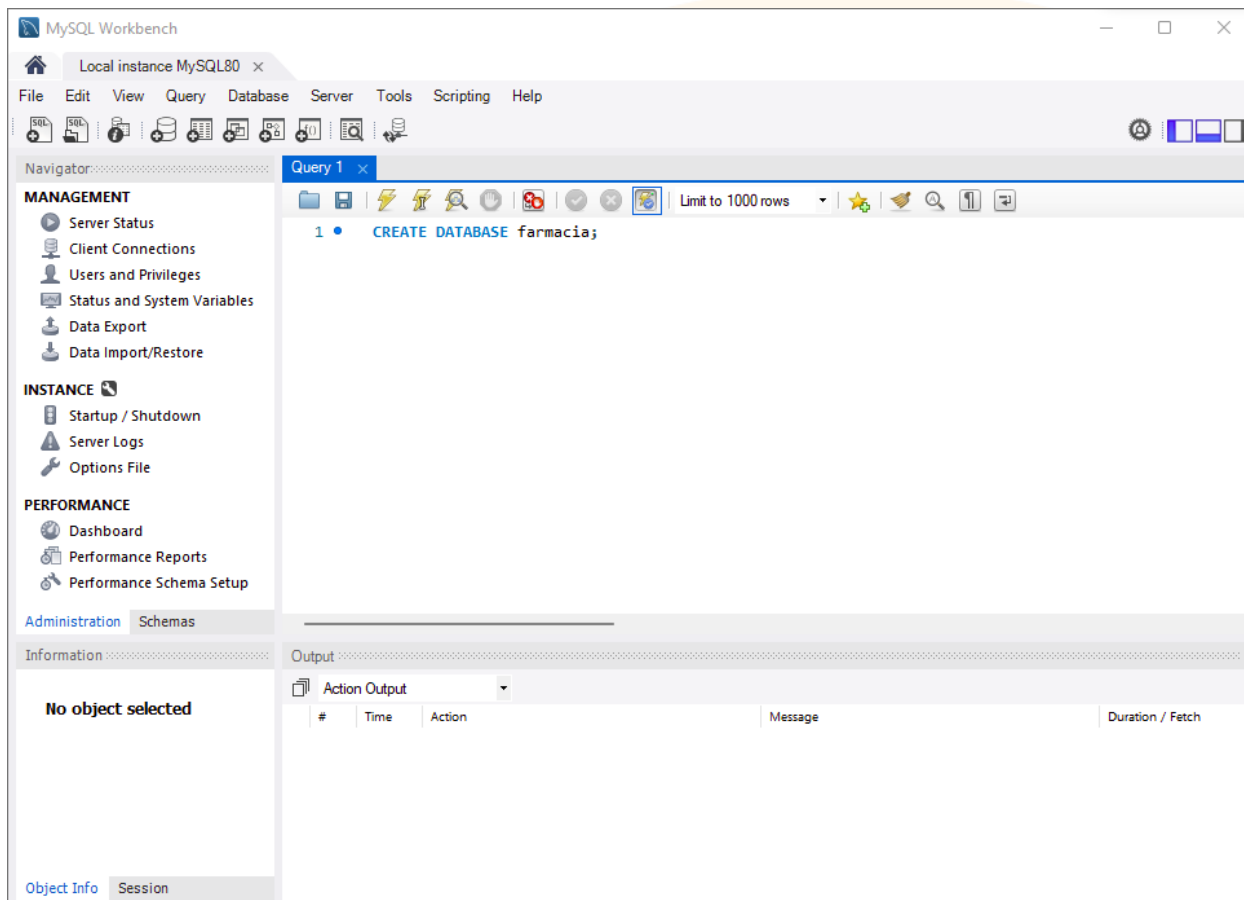 MySQL Workbench
Local instance MySQL80
File Edit View Query Database Server Tools Scripting Help
Navigator
MANAGEMENT
Server Status
Client Connections
Users and Privileges
Status and System Variables
Data Export
Data Import/Restore
INSTANCE
Startup / Shutdown
Server Logs
Options File
PERFORMANCE
Dashboard
Performance Reports
Performance Schema Setup
Administration Schemas
Information
No object selected
Object Info Session
Query 1
Limit to 1000 rows
1 CREATE DATABASE farmacia;
Output
Action Output
# Time Action Message Duration / Fetch